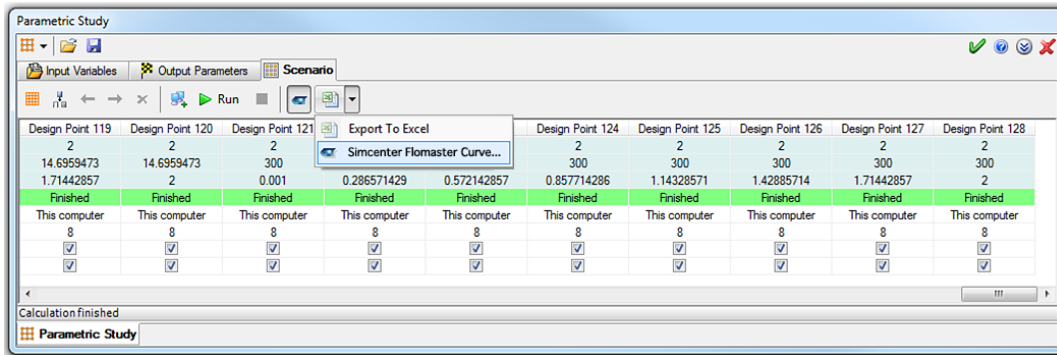 Parametric Study
Input Variables Output Parameters Scenario
Run
Export To Excel
Simcenter Flomaster Curve...
Design Point 119 Design Point 120 Design Point 121 Design Point 124 Design Point 125 Design Point 126 Design Point 127 Design Point 128
2 2 2 2 2 2 2 2
14.6959473 14.6959473 300 300 300 300 300 300
1.71442857 2 0.001 0.286571429 0.572142857 0.857714286 1.14328571 1.42885714 1.71442857 2
Finished Finished Finished Finished Finished Finished Finished Finished Finished Finished
This computer This computer This computer This computer This computer This computer This computer This computer This computer This computer
8 8 8 8 8 8 8 8 8 8
Calculation finished
Parametric Study